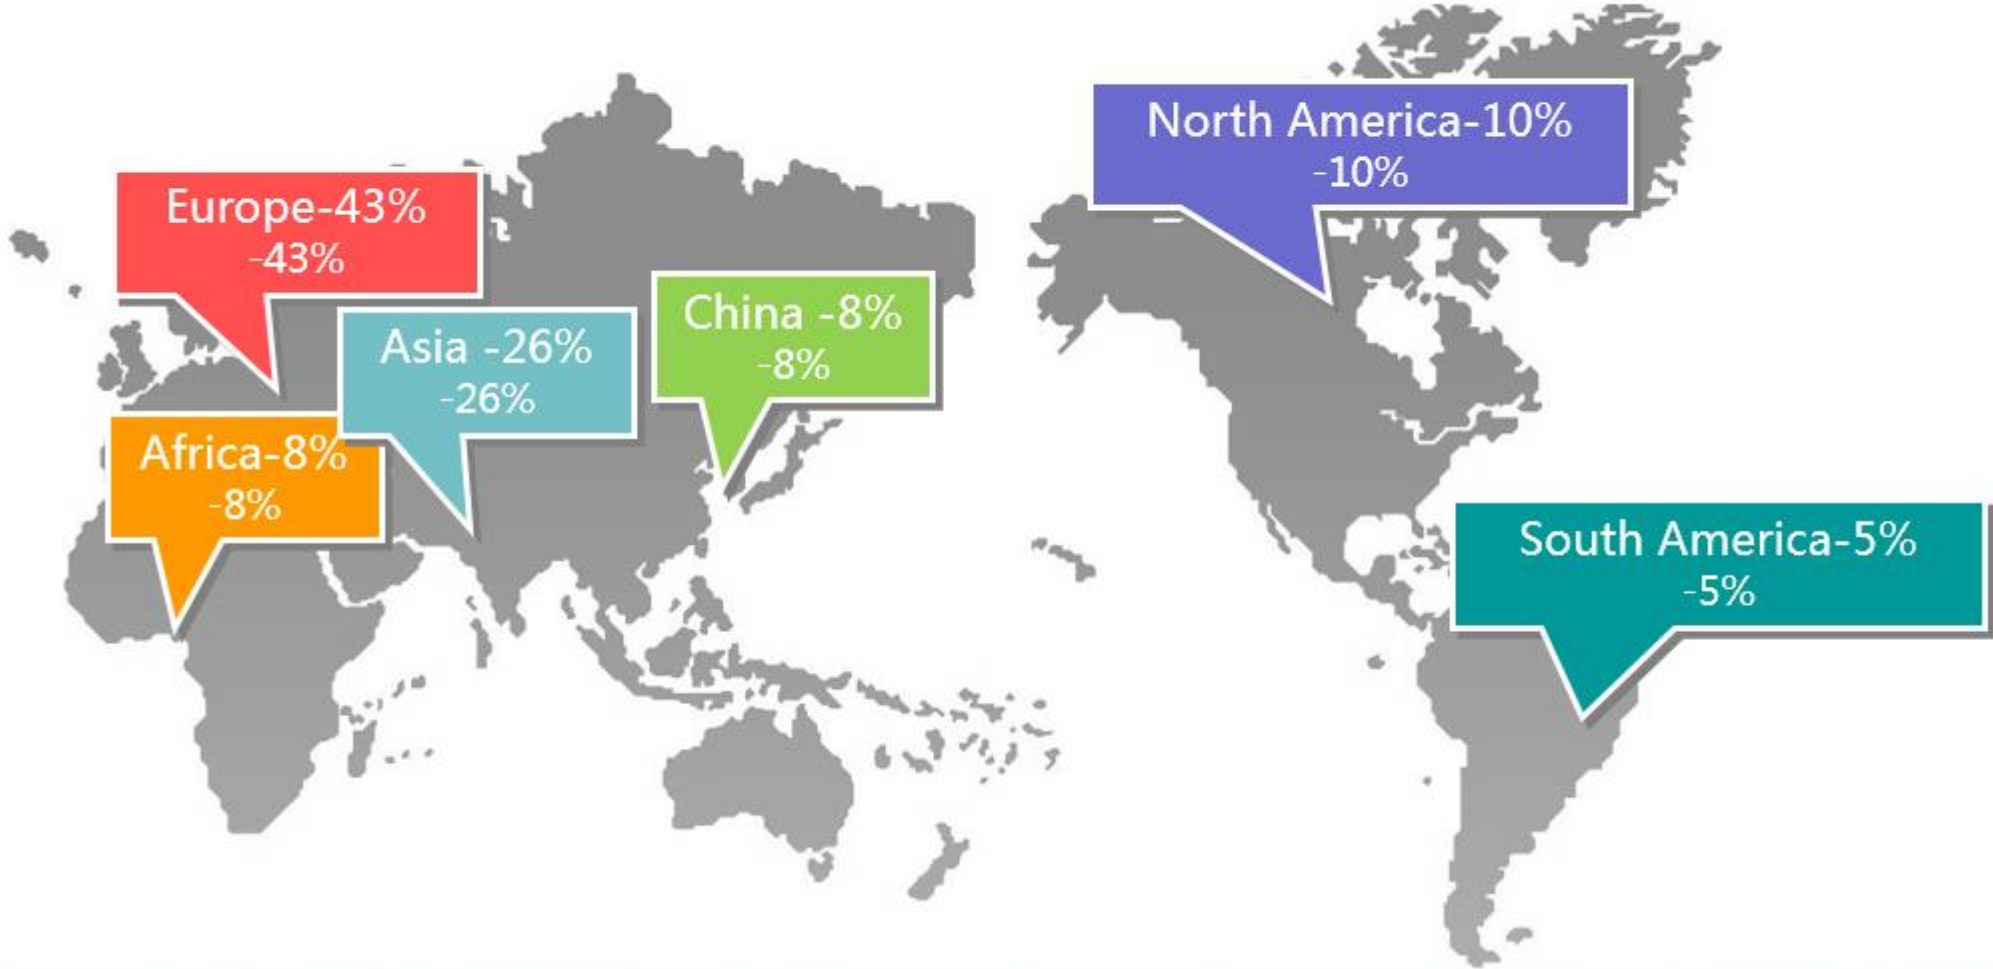 North America-10%
-10%
Europe-43%
-43%
China -8%
-8%
Asia -26%
-26%
Africa-8%
-8%
South America-5%
-5%